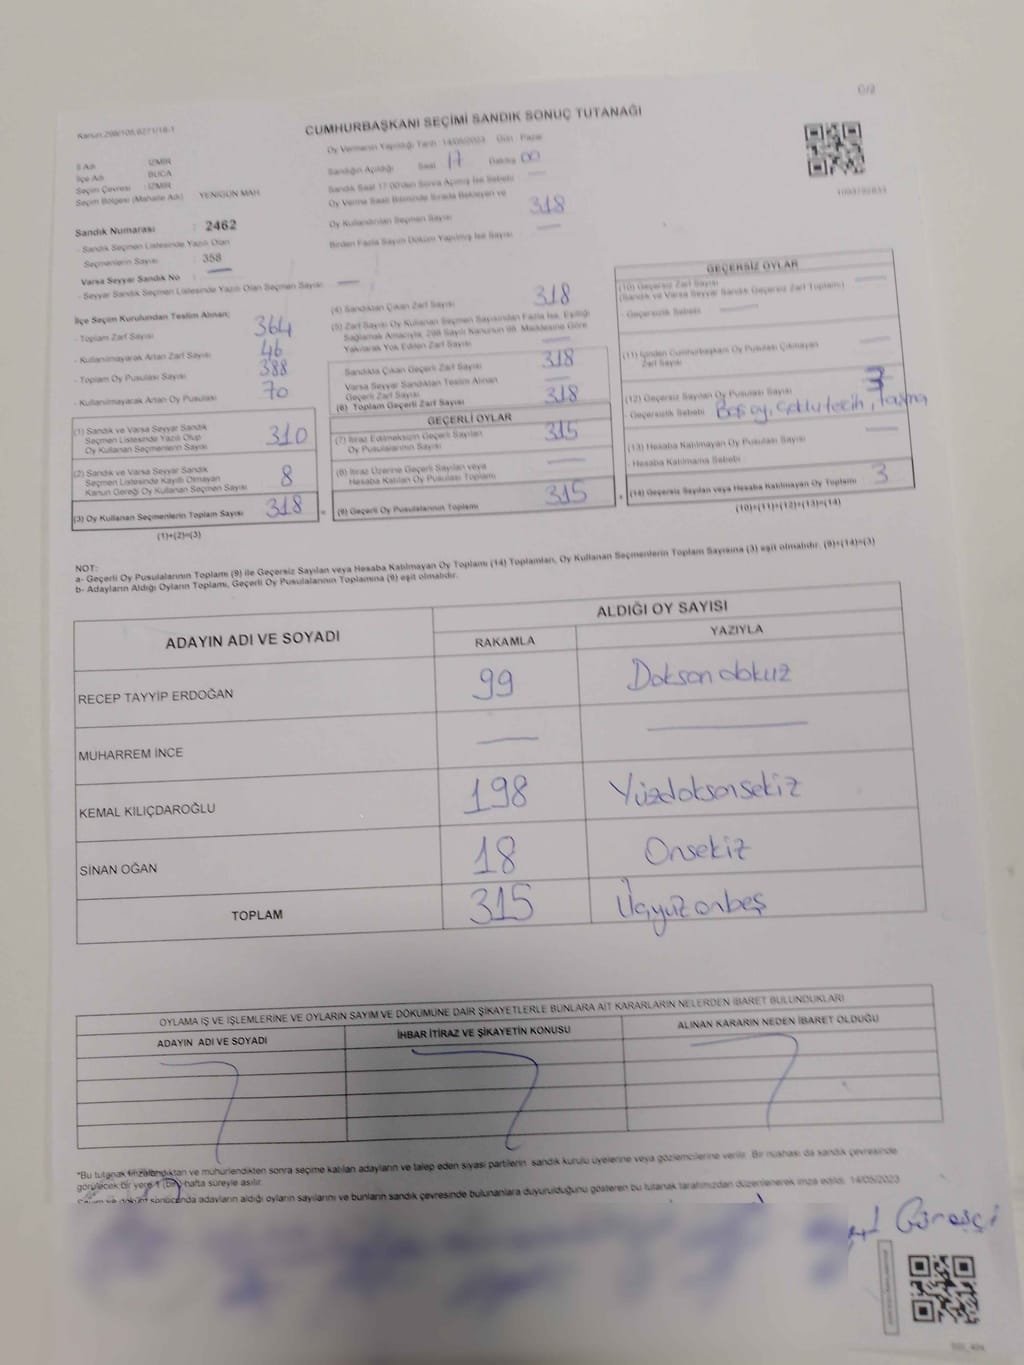 C/2
Kanun:298/105,6271/18-1
CUMHURBAŞKANI SEÇİMİ SANDIK SONUÇ TUTANAĞI
Oy Vermenin Yapıldığı Tarih :14/05/2023 Gün : Pazar
İl Adı : İZMİR
İlçe Adı : BUCA
Seçim Çevresi : İZMİR
Seçim Bölgesi (Mahalle Adı) : YENİGÜN MAH.
Sandığın Açıldığı Saat 17 Dakika 00
Sandık Saat 17:00'den Sonra Açılmış İse Sebebi —
Oy Verme Saati Bitiminde Sırada Bekleyen ve
Oy Kullandırılan Seçmen Sayısı 318
Birden Fazla Sayım Döküm Yapılmış İse Sayısı —
Sandık Numarası : 2462
- Sandık Seçmen Listesinde Yazılı Olan
Seçmenlerin Sayısı : 358
Varsa Seyyar Sandık No : —
- Seyyar Sandık Seçmen Listesinde Yazılı Olan Seçmen Sayısı: —
İlçe Seçim Kurulundan Teslim Alınan;
- Toplam Zarf Sayısı 364
- Kullanılmayarak Artan Zarf Sayısı 46
- Toplam Oy Pusulası Sayısı 388
- Kullanılmayarak Artan Oy Pusulası 70
(1) Sandık ve Varsa Seyyar Sandık
Seçmen Listesinde Yazılı Olup
Oy Kullanan Seçmenlerin Sayısı 310
(2) Sandık ve Varsa Seyyar Sandık
Seçmen Listesinde Kayıtlı Olmayan
Kanun Gereği Oy Kullanan Seçmen Sayısı 8
(3) Oy Kullanan Seçmenlerin Toplam Sayısı 318 =
(1)+(2)=(3)
(4) Sandıktan Çıkan Zarf Sayısı 318
(5) Zarf Sayısı Oy Kullanan Seçmen Sayısından Fazla İse, Eşitliği
Sağlamak Amacıyla, 298 Sayılı Kanunun 98. Maddesine Göre
Yakılarak Yok Edilen Zarf Sayısı —
Sandıkta Çıkan Geçerli Zarf Sayısı 318
Varsa Seyyar Sandıktan Teslim Alınan
Geçerli Zarf Sayısı —
(6) Toplam Geçerli Zarf Sayısı 318
GEÇERLİ OYLAR
(7) İtiraz Edilmeksizin Geçerli Sayılan
Oy Pusulalarının Sayısı 315
(8) İtiraz Üzerine Geçerli Sayılan veya
Hesaba Katılan Oy Pusulası Toplamı —
(9) Geçerli Oy Pusulalarının Toplamı 315 +
GEÇERSİZ OYLAR
(10) Geçersiz Zarf Sayısı
(Sandık ve Varsa Seyyar Sandık Geçersiz Zarf Toplamı) —
- Geçersizlik Sebebi —
(11) İçinden Cumhurbaşkanı Oy Pusulası Çıkmayan
Zarf Sayısı —
(12) Geçersiz Sayılan Oy Pusulası Sayısı 3
- Geçersizlik Sebebi Boş oy, Çoklu tercih,
(13) Hesaba Katılmayan Oy Pusulası Sayısı —
- Hesaba Katılmama Sebebi
(14) Geçersiz Sayılan veya Hesaba Katılmayan Oy Toplamı 3
(10)+(11)+(12)+(13)=(14)
NOT:
a- Geçerli Oy Pusulalarının Toplamı (9) ile Geçersiz Sayılan veya Hesaba Katılmayan Oy Toplamı (14) Toplamları, Oy Kullanan Seçmenlerin Toplam Sayısına (3) eşit olmalıdır. (9)+(14)=(3)
b- Adayların Aldığı Oyların Toplamı, Geçerli Oy Pusulalarının Toplamına (9) eşit olmalıdır.
ADAYIN ADI VE SOYADI
ALDIĞI OY SAYISI
RAKAMLA YAZIYLA
RECEP TAYYİP ERDOĞAN 99 Doksan dokuz
MUHARREM İNCE — —
KEMAL KILIÇDAROĞLU 198 Yüzdoksansekiz
SİNAN OĞAN 18 Onsekiz
TOPLAM 315 Üçyüz onbeş
OYLAMA İŞ VE İŞLEMLERİNE VE OYLARIN SAYIM VE DÖKÜMÜNE DAİR ŞİKAYETLERLE BUNLARA AİT KARARLARIN NELERDEN İBARET BULUNDUKLARI
ADAYIN ADI VE SOYADI İHBAR İTİRAZ VE ŞİKAYETİN KONUSU ALINAN KARARIN NEDEN İBARET OLDUĞU
*Bu tutanak imzalandıktan ve mühürlendikten sonra seçime katılan adayların ve talep eden siyasi partilerin sandık kurulu üyelerine veya gözlemcilerine verilir. Bir nüshası da sandık çevresinde
görülecek bir yere 1 (bir) hafta süreyle asılır.
Sayım ve döküm sonucunda adayların aldığı oyların sayılarını ve bunların sandık çevresinde bulunanlara duyurulduğunu gösteren bu tutanak tarafımızdan düzenlenerek imza edildi. 14/05/2023